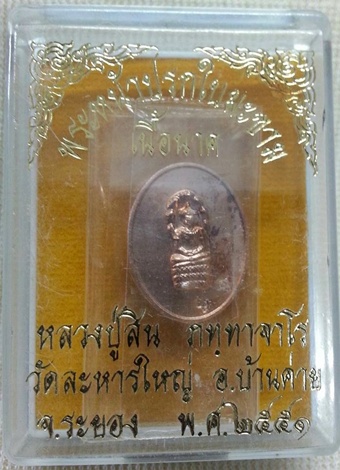 พระหล้าปรกใบมะขาม
เนื้อนาค
หลวงปู่สิน ภทฺทาจาโร
วัดละหารใหญ่ อ.บ้านค่าย
จ.ระยอง พ.ศ.๒๕๕๑